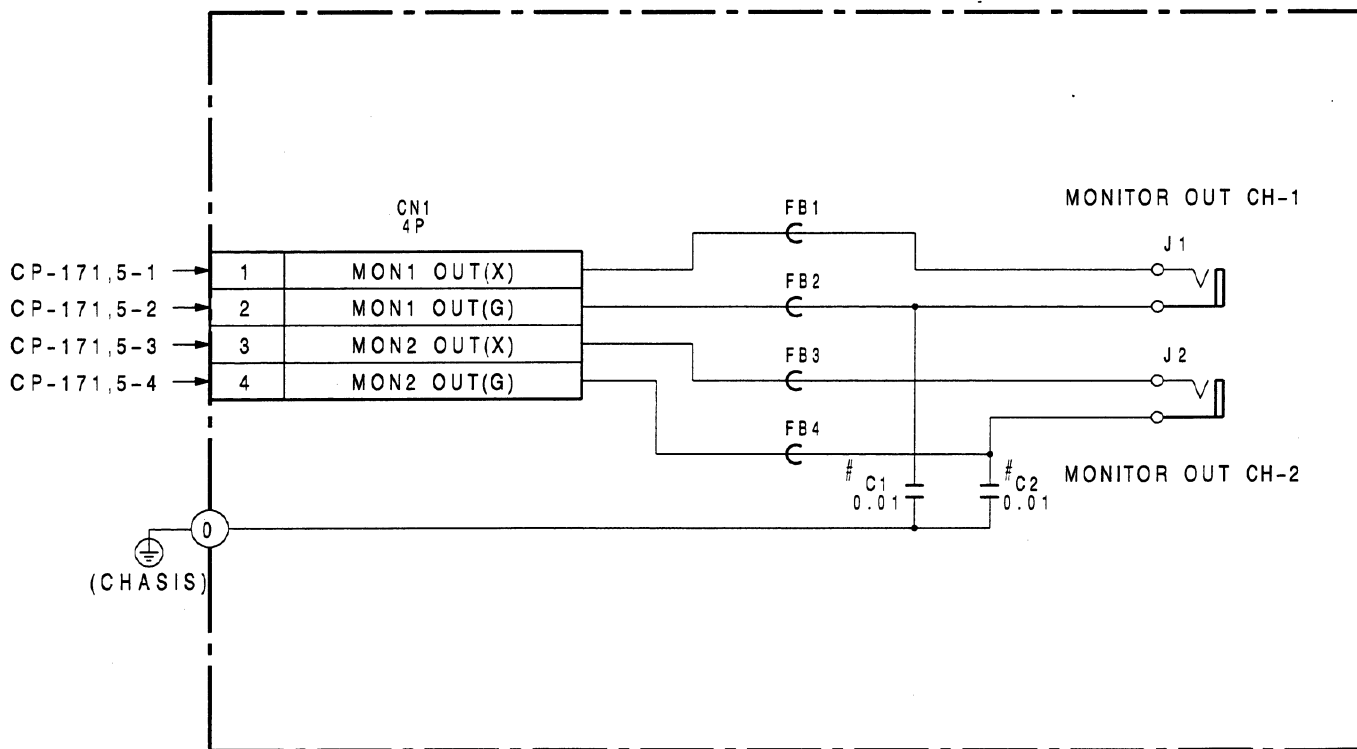 MONITOR OUT CH-1
CN1
4P
FB1
J1
CP-171,5-1
1
MON1 OUT(X)
CP-171,5-2
2
MON1 OUT(G)
FB2
CP-171,5-3
3
MON2 OUT(X)
FB3
J2
CP-171,5-4
4
MON2 OUT(G)
FB4
MONITOR OUT CH-2
#
C1
0.01
#
C2
0.01
0
(CHASIS)